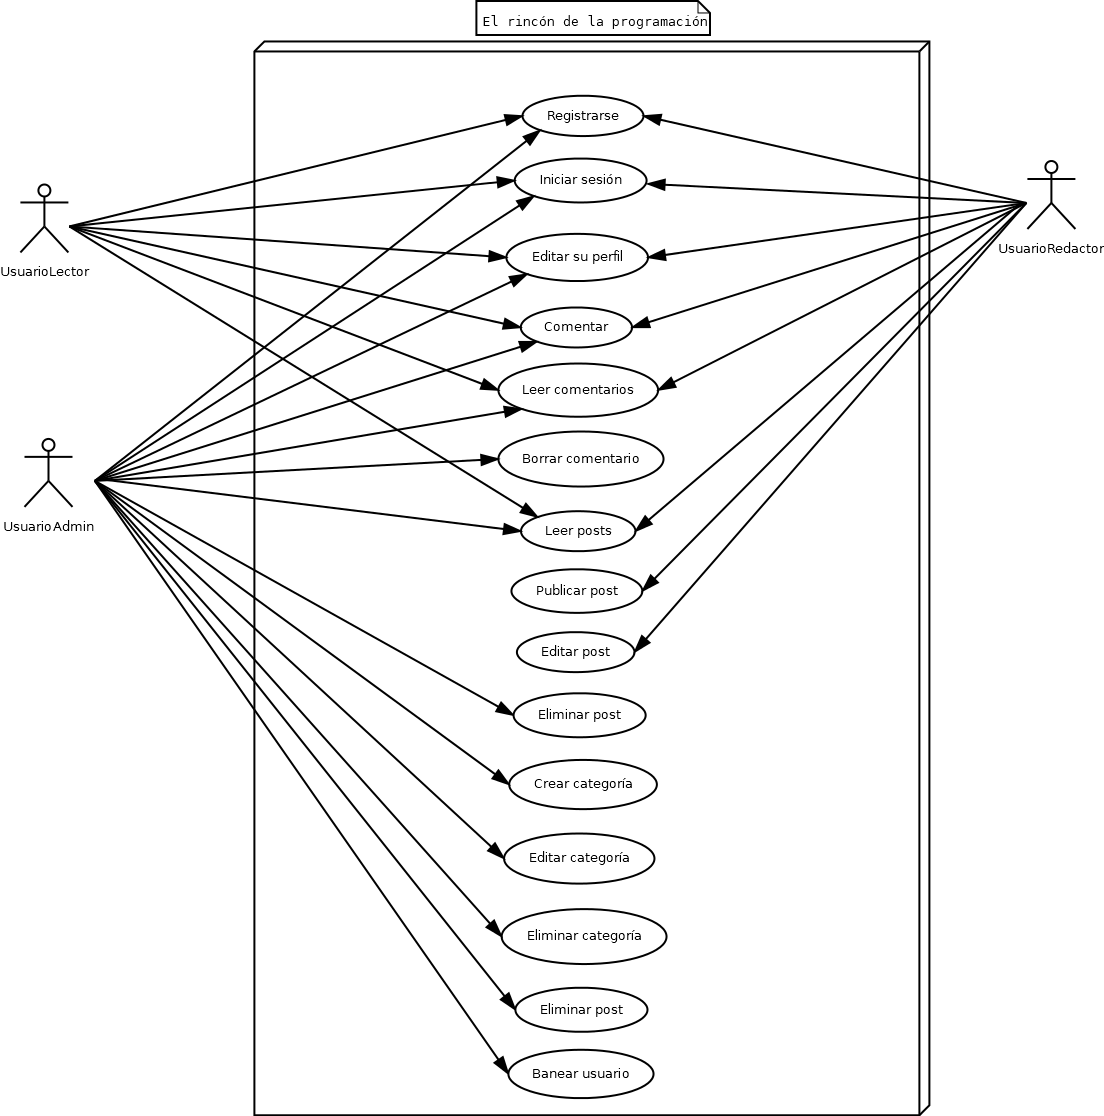 El rincón de la programación
Registrarse
Iniciar sesión
UsuarioLector
UsuarioRedactor
Editar su perfil
Comentar
Leer comentarios
Borrar comentario
UsuarioAdmin
Leer posts
Publicar post
Editar post
Eliminar post
Crear categoría
Editar categoría
Eliminar categoría
Eliminar post
Banear usuario